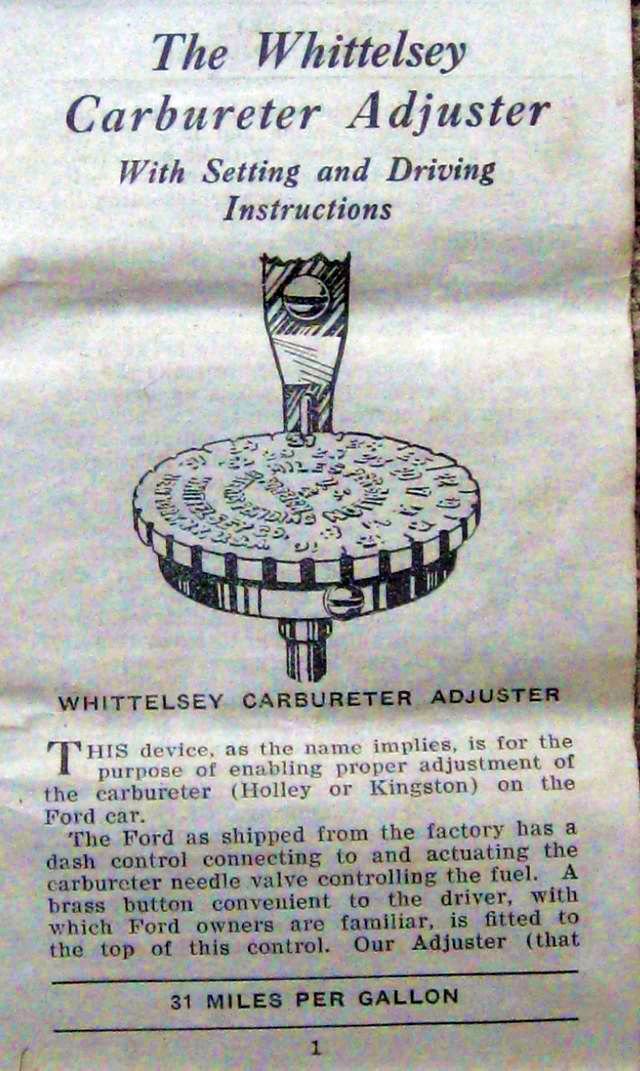 The Whittelsey
Carbureter Adjuster
With Setting and Driving
Instructions
MILES PER
WHITTELSEY CARBURETER ADJUSTER
THIS device, as the name implies, is for the
purpose of enabling proper adjustment of
the carbureter (Holley or Kingston) on the
Ford car.
The Ford as shipped from the factory has a
dash control connecting to and actuating the
carbureter needle valve controlling the fuel. A
brass button convenient to the driver, with
which Ford owners are familiar, is fitted to
the top of this control. Our Adjuster (that
31 MILES PER GALLON
1